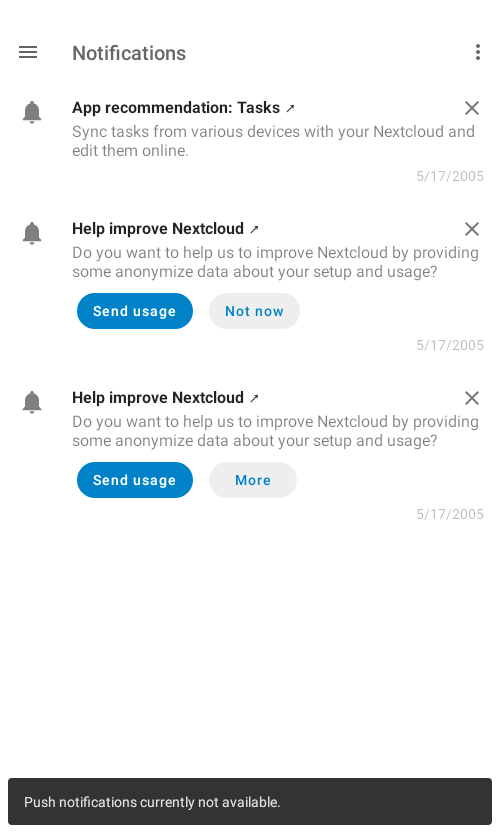 Notifications
App recommendation: Tasks ↗
Sync tasks from various devices with your Nextcloud and
edit them online.
5/17/2005
Help improve Nextcloud ↗
Do you want to help us to improve Nextcloud by providing
some anonymize data about your setup and usage?
Send usage Not now
5/17/2005
Help improve Nextcloud ↗
Do you want to help us to improve Nextcloud by providing
some anonymize data about your setup and usage?
Send usage More
5/17/2005
Push notifications currently not available.